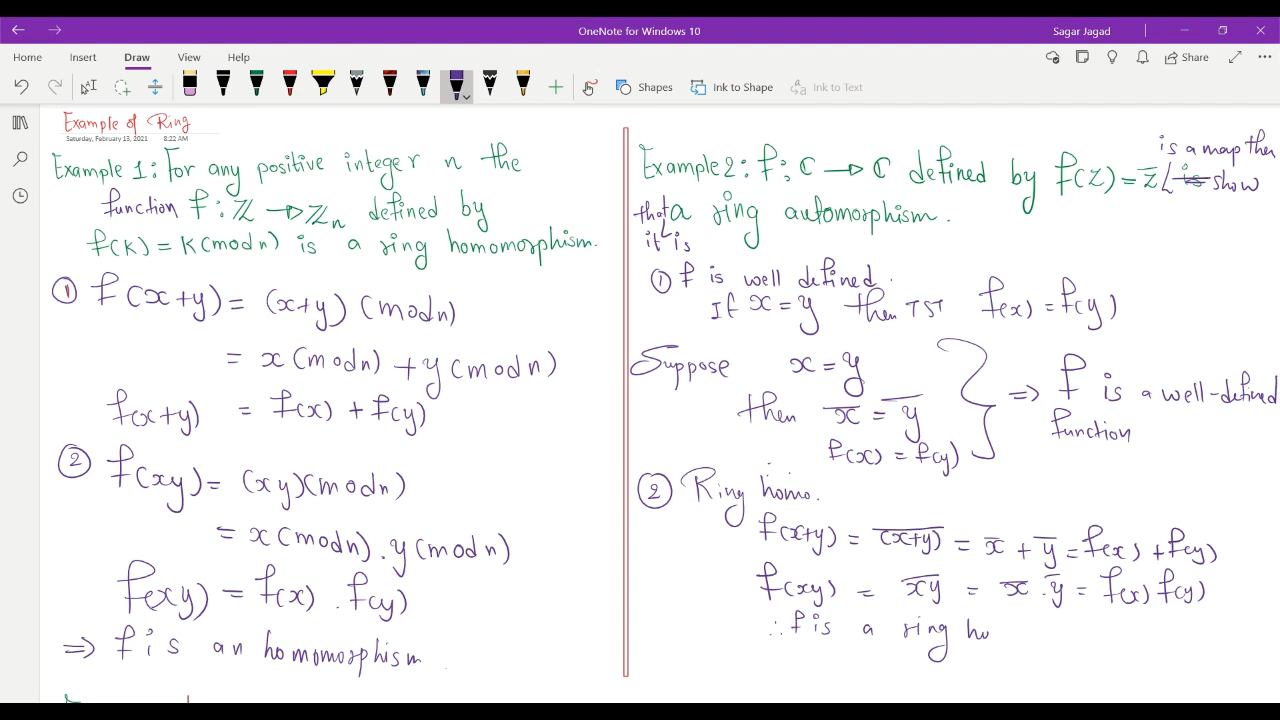 OneNote for Windows 10
Sagar Jagad
Home Insert Draw View Help
Share
Shapes Ink to Shape Ink to Text
Example of Ring
Saturday, February 13, 2021 8:22 AM
Example 1: For any positive integer n the
function f: ℤ → ℤn defined by
f(K) = K(mod n) is a ring homomorphism.
① f(x+y) = (x+y) (mod n)
= x(mod n) + y(mod n)
f(x+y) = f(x) + f(y)
② f(xy) = (xy)(mod n)
= x(mod n) . y(mod n)
f(xy) = f(x) . f(y)
⇒ f is an homomorphism
is a map then
Example 2: f: ℂ → ℂ defined by f(z) = z̅ is show
that a ring automorphism.
it is
① f is well defined.
If x = y then TST f(x) = f(y)
Suppose x = y
then x̅ = y̅
f(x) = f(y)
⇒ f is a well-defined
function
② Ring homo.
f(x+y) = \overline{(x+y)} = x̅ + y̅ = f(x) + f(y)
f(xy) = \overline{xy} = x̅ . y̅ = f(x) f(y)
∴ f is a ring ho